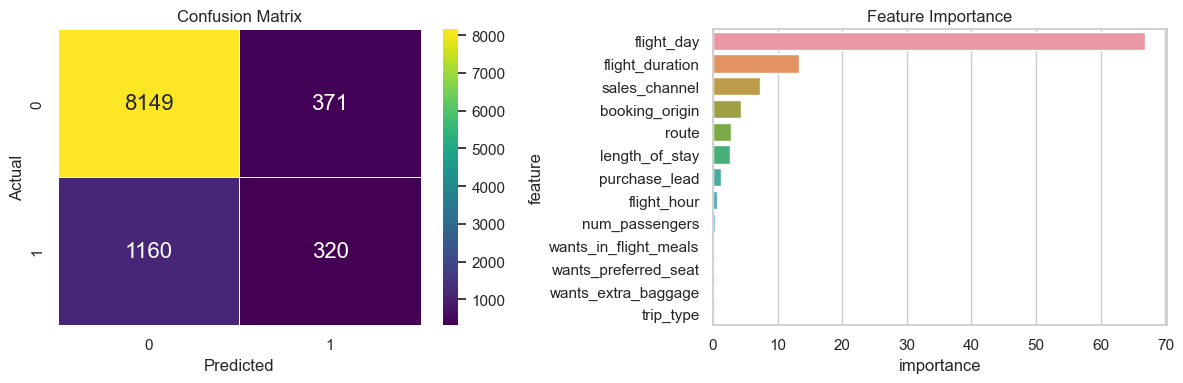 Confusion Matrix
Actual
0
1
8149
371
1160
320
0
1
Predicted
8000
7000
6000
5000
4000
3000
2000
1000
Feature Importance
feature
flight_day
flight_duration
sales_channel
booking_origin
route
length_of_stay
purchase_lead
flight_hour
num_passengers
wants_in_flight_meals
wants_preferred_seat
wants_extra_baggage
trip_type
0 10 20 30 40 50 60 70
importance